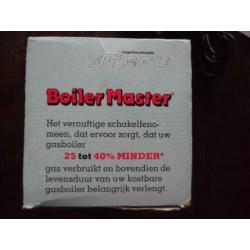 Boiler Master®
Het vernuftige schakelfeno-
meen, dat ervoor zorgt, dat uw
gasboiler
25 tot 40% MINDER*
gas verbruikt en bovendien de
levensduur van uw kostbare
gasboiler belangrijk verlengt.